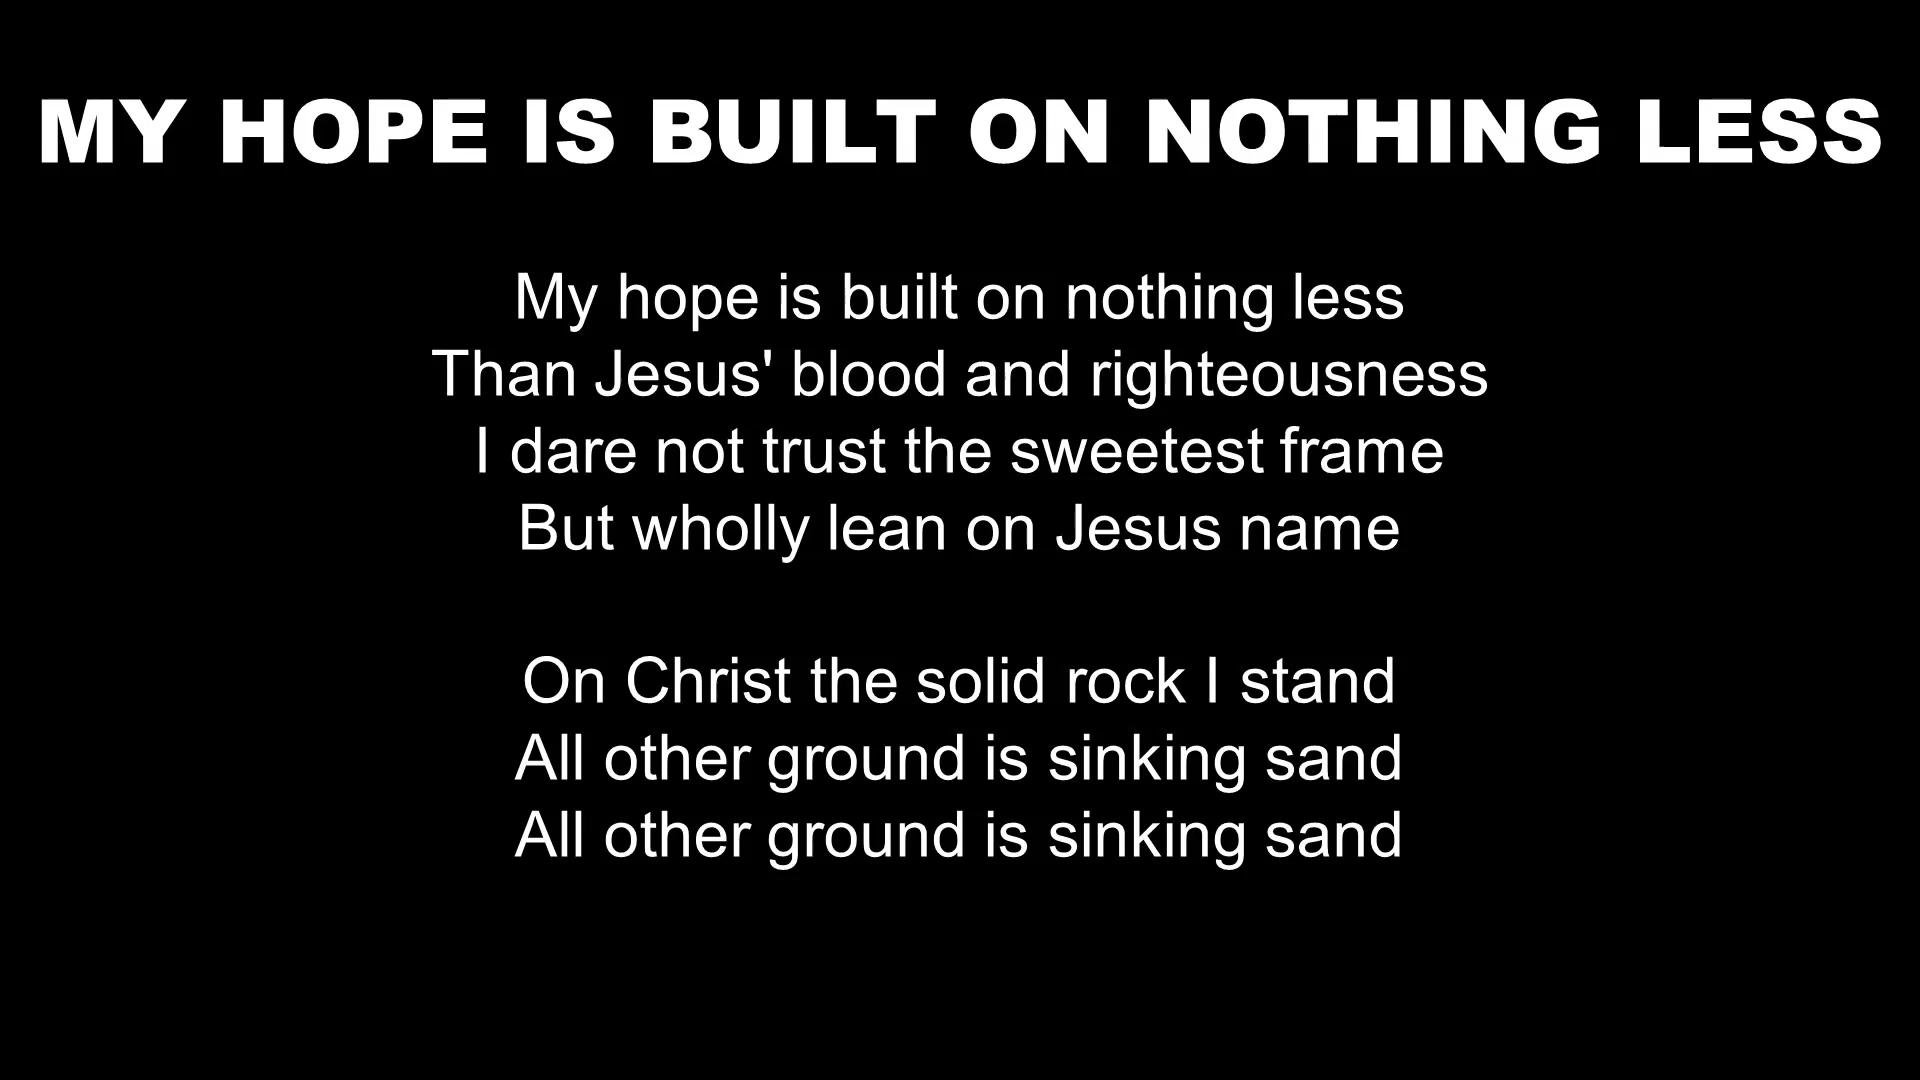 MY HOPE IS BUILT ON NOTHING LESS
My hope is built on nothing less
Than Jesus' blood and righteousness
I dare not trust the sweetest frame
But wholly lean on Jesus name
On Christ the solid rock I stand
All other ground is sinking sand
All other ground is sinking sand